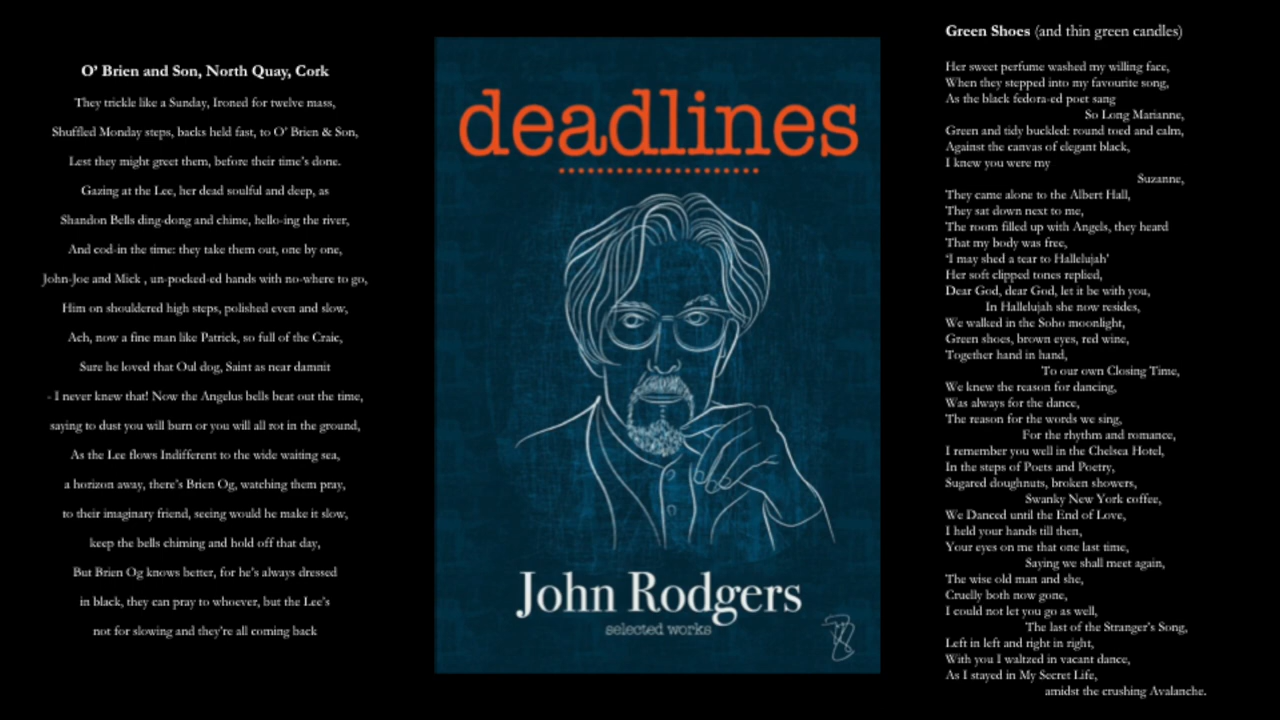 O' Brien and Son, North Quay, Cork
They trickle like a Sunday, Ironed for twelve mass,
Shuffled Monday steps, backs held fast, to O' Brien & Son,
Lest they might greet them, before their time's done.
Gazing at the Lee, her dead soulful and deep, as
Shandon Bells ding-dong and chime, hello-ing the river,
And cod-in the time: they take them out, one by one,
John-Joe and Mick , un-pocked-ed hands with no-where to go,
Him on shouldered high steps, polished even and slow,
Ach, now a fine man like Patrick, so full of the Craic,
Sure he loved that Oul dog, Saint as near damnit
- I never knew that! Now the Angelus bells beat out the time,
saying to dust you will burn or you will all rot in the ground,
As the Lee flows Indifferent to the wide waiting sea,
a horizon away, there's Brien Og, watching them pray,
to their imaginary friend, seeing would he make it slow,
keep the bells chiming and hold off that day,
But Brien Og knows better, for he's always dressed
in black, they can pray to whoever, but the Lee's
not for slowing and they're all coming back
deadlines
John Rodgers
selected works
Green Shoes (and thin green candles)
Her sweet perfume washed my willing face,
When they stepped into my favourite song,
As the black fedora-ed poet sang
So Long Marianne,
Green and tidy buckled: round toed and calm,
Against the canvas of elegant black,
I knew you were my
Suzanne,
They came alone to the Albert Hall,
They sat down next to me,
The room filled up with Angels, they heard
That my body was free,
'I may shed a tear to Hallelujah'
Her soft clipped tones replied,
Dear God, dear God, let it be with you,
In Hallelujah she now resides,
We walked in the Soho moonlight,
Green shoes, brown eyes, red wine,
Together hand in hand,
To our own Closing Time,
We knew the reason for dancing,
Was always for the dance,
The reason for the words we sing,
For the rhythm and romance,
I remember you well in the Chelsea Hotel,
In the steps of Poets and Poetry,
Sugared doughnuts, broken showers,
Swanky New York coffee,
We Danced until the End of Love,
I held your hands till then,
Your eyes on me that one last time,
Saying we shall meet again,
The wise old man and she,
Cruelly both now gone,
I could not let you go as well,
The last of the Stranger's Song,
Left in left and right in right,
With you I waltzed in vacant dance,
As I stayed in My Secret Life,
amidst the crushing Avalanche.